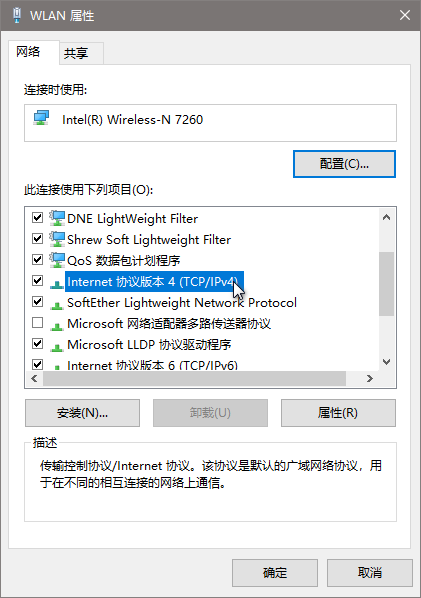 WLAN 属性
网络
共享
连接时使用:
Intel(R) Wireless-N 7260
配置(C)...
此连接使用下列项目(O):
DNE LightWeight Filter
Shrew Soft Lightweight Filter
QoS 数据包计划程序
Internet 协议版本 4 (TCP/IPv4)
SoftEther Lightweight Network Protocol
Microsoft 网络适配器多路传送器协议
Microsoft LLDP 协议驱动程序
Internet 协议版本 6 (TCP/IPv6)
安装(N)...
卸载(U)
属性(R)
描述
传输控制协议/Internet 协议。该协议是默认的广域网络协议，用
于在不同的相互连接的网络上通信。
确定
取消